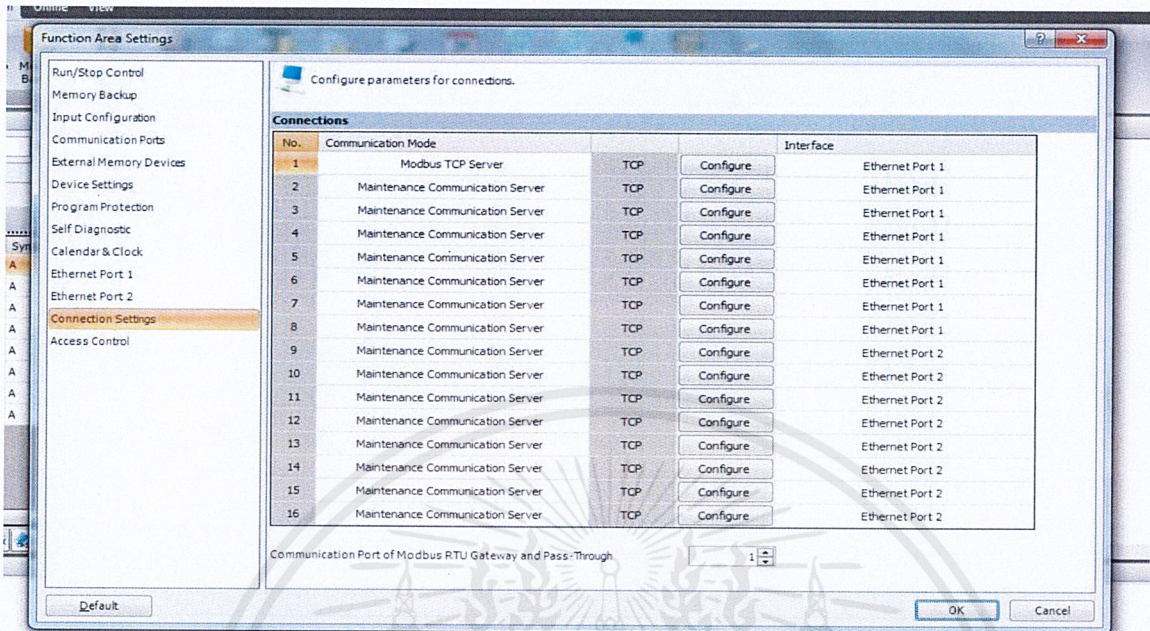 Online View
Function Area Settings
Run/Stop Control
Memory Backup
Input Configuration
Communication Ports
External Memory Devices
Device Settings
Program Protection
Self Diagnostic
Calendar & Clock
Ethernet Port 1
Ethernet Port 2
Connection Settings
Access Control
Configure parameters for connections.
Connections
No. Communication Mode Interface
1 Modbus TCP Server TCP Configure Ethernet Port 1
2 Maintenance Communication Server TCP Configure Ethernet Port 1
3 Maintenance Communication Server TCP Configure Ethernet Port 1
4 Maintenance Communication Server TCP Configure Ethernet Port 1
5 Maintenance Communication Server TCP Configure Ethernet Port 1
6 Maintenance Communication Server TCP Configure Ethernet Port 1
7 Maintenance Communication Server TCP Configure Ethernet Port 1
8 Maintenance Communication Server TCP Configure Ethernet Port 1
9 Maintenance Communication Server TCP Configure Ethernet Port 2
10 Maintenance Communication Server TCP Configure Ethernet Port 2
11 Maintenance Communication Server TCP Configure Ethernet Port 2
12 Maintenance Communication Server TCP Configure Ethernet Port 2
13 Maintenance Communication Server TCP Configure Ethernet Port 2
14 Maintenance Communication Server TCP Configure Ethernet Port 2
15 Maintenance Communication Server TCP Configure Ethernet Port 2
16 Maintenance Communication Server TCP Configure Ethernet Port 2
Communication Port of Modbus RTU Gateway and Pass-Through 1
Default OK Cancel
A
A
A
A
A
A
A